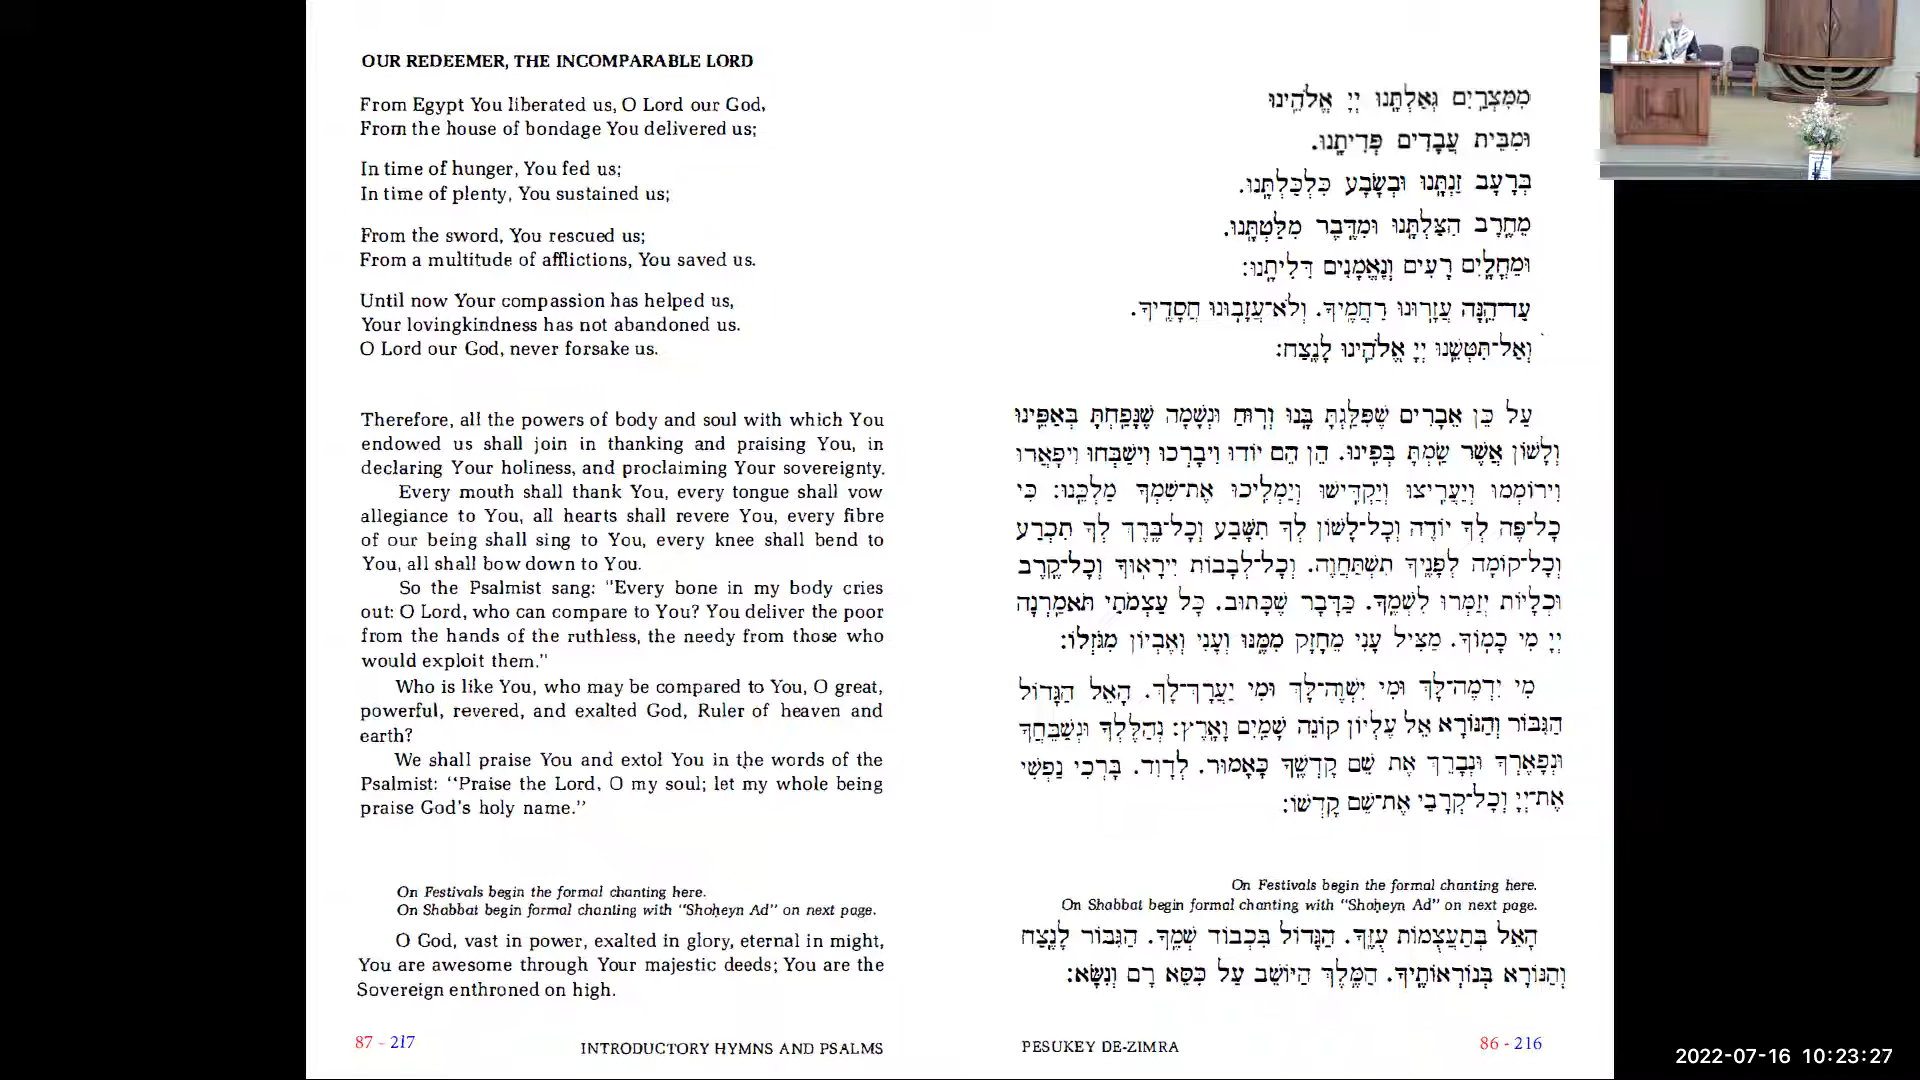 OUR REDEEMER, THE INCOMPARABLE LORD
From Egypt You liberated us, O Lord our God,
From the house of bondage You delivered us;
In time of hunger, You fed us;
In time of plenty, You sustained us;
From the sword, You rescued us;
From a multitude of afflictions, You saved us.
Until now Your compassion has helped us,
Your lovingkindness has not abandoned us.
O Lord our God, never forsake us.
Therefore, all the powers of body and soul with which You
endowed us shall join in thanking and praising You, in
declaring Your holiness, and proclaiming Your sovereignty.
Every mouth shall thank You, every tongue shall vow
allegiance to You, all hearts shall revere You, every fibre
of our being shall sing to You, every knee shall bend to
You, all shall bow down to You.
So the Psalmist sang: "Every bone in my body cries
out: O Lord, who can compare to You? You deliver the poor
from the hands of the ruthless, the needy from those who
would exploit them."
Who is like You, who may be compared to You, O great,
powerful, revered, and exalted God, Ruler of heaven and
earth?
We shall praise You and extol You in the words of the
Psalmist: "Praise the Lord, O my soul; let my whole being
praise God's holy name."
On Festivals begin the formal chanting here.
On Shabbat begin formal chanting with "Shoḥeyn Ad" on next page.
O God, vast in power, exalted in glory, eternal in might,
You are awesome through Your majestic deeds; You are the
Sovereign enthroned on high.
87 - 217
INTRODUCTORY HYMNS AND PSALMS
מִמִּצְרַֽיִם גְּאַלְתָּֽנוּ יְיָ אֱלֹהֵֽינוּ
וּמִבֵּית עֲבָדִים פְּדִיתָֽנוּ.
בְּרָעָב זַנְתָּֽנוּ וּבְשָׂבָע כִּלְכַּלְתָּֽנוּ.
מֵחֶֽרֶב הִצַּלְתָּֽנוּ וּמִדֶּֽבֶר מִלַּטְתָּֽנוּ.
וּמֵחֳלָיִם רָעִים וְנֶאֱמָנִים דִּלִּיתָֽנוּ:
עַד־הֵֽנָּה עֲזָרֽוּנוּ רַחֲמֶֽיךָ. וְלֹא־עֲזָבֽוּנוּ חֲסָדֶֽיךָ.
וְאַל־תִּטְּשֵֽׁנוּ יְיָ אֱלֹהֵֽינוּ לָנֶֽצַח:
עַל כֵּן אֵבָרִים שֶׁפִּלַּֽגְתָּ בָּֽנוּ וְרֽוּחַ וּנְשָׁמָה שֶׁנָּפַֽחְתָּ בְּאַפֵּֽינוּ
וְלָשׁוֹן אֲשֶׁר שַֽׂמְתָּ בְּפִֽינוּ. הֵן הֵם יוֹדוּ וִיבָרְכוּ וִישַׁבְּחוּ וִיפָאֲרוּ
וִירוֹמְמוּ וְיַעֲרִֽיצוּ וְיַקְדִּֽישׁוּ וְיַמְלִֽיכוּ אֶת־שִׁמְךָ מַלְכֵּֽנוּ: כִּי
כָל־פֶּה לְךָ יוֹדֶה וְכָל־לָשׁוֹן לְךָ תִשָּׁבַע וְכָל־בֶּֽרֶךְ לְךָ תִכְרַע
וְכָל־קוֹמָה לְפָנֶֽיךָ תִשְׁתַּחֲוֶה. וְכָל־לְבָבוֹת יִירָאֽוּךָ וְכָל־קֶֽרֶב
וּכְלָיוֹת יְזַמְּרוּ לִשְׁמֶֽךָ. כַּדָּבָר שֶׁכָּתוּב. כָּל עַצְמֹתַי תֹּאמַֽרְנָה
יְיָ מִי כָמֽוֹךָ. מַצִּיל עָנִי מֵחָזָק מִמֶּֽנּוּ וְעָנִי וְאֶבְיוֹן מִגֹּזְלוֹ:
מִי יִדְמֶה־לָּךְ וּמִי יִשְׁוֶה־לָּךְ וּמִי יַעֲרָךְ־לָךְ. הָאֵל הַגָּדוֹל
הַגִּבּוֹר וְהַנּוֹרָא אֵל עֶלְיוֹן קוֹנֵה שָׁמַֽיִם וָאָֽרֶץ: נְהַלֶּלְךָ וּנְשַׁבֵּחֲךָ
וּנְפָאֶרְךָ וּנְבָרֵךְ אֶת שֵׁם קָדְשֶֽׁךָ כָּאָמוּר. לְדָוִד. בָּרְכִי נַפְשִׁי
אֶת־יְיָ וְכָל־קְרָבַי אֶת־שֵׁם קָדְשׁוֹ:
On Festivals begin the formal chanting here.
On Shabbat begin formal chanting with "Shoḥeyn Ad" on next page.
הָאֵל בְּתַעֲצֻמוֹת עֻזֶּֽךָ. הַגָּדוֹל בִּכְבוֹד שְׁמֶֽךָ. הַגִּבּוֹר לָנֶֽצַח
וְהַנּוֹרָא בְּנוֹרְאוֹתֶֽיךָ. הַמֶּֽלֶךְ הַיּוֹשֵׁב עַל כִּסֵּא רָם וְנִשָּׂא:
PESUKEY DE-ZIMRA
86 - 216
2022-07-16 10:23:27